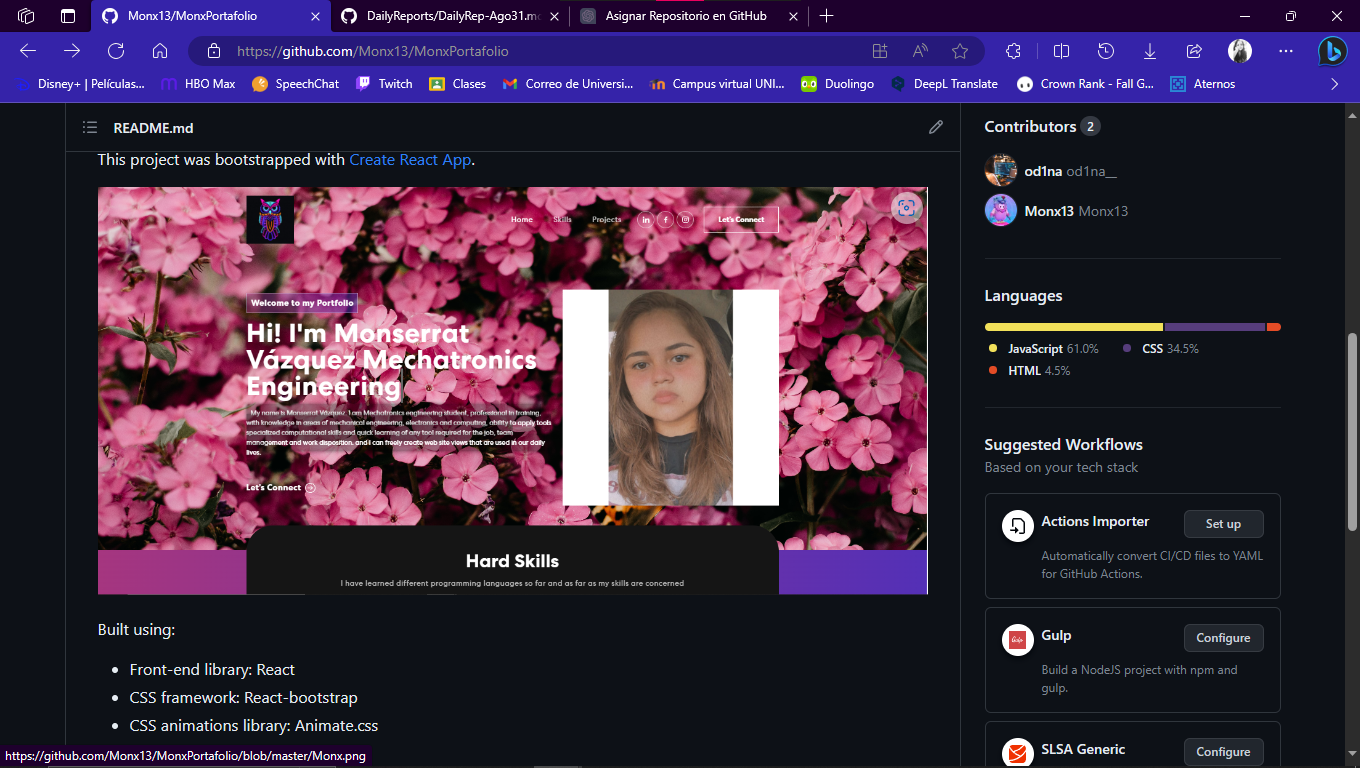 Monx13/MonxPortafolio
DailyReports/DailyRep-Ago31.md
Asignar Repositorio en GitHub
https://github.com/Monx13/MonxPortafolio
Disney+ | Películas...
HBO Max
SpeechChat
Twitch
Clases
Correo de Universi...
Campus virtual UNI...
Duolingo
DeepL Translate
Crown Rank - Fall G...
Aternos
README.md
This project was bootstrapped with Create React App.
Home
Skills
Projects
Let's Connect
Welcome to my Portfolio
Hi! I'm Monserrat
Vázquez Mechatronics
Engineering
My name is Monserrat Vázquez, I am Mechatronics engineering student, professional in training,
with knowledge in areas of mechanical engineering, electronics and computing, ability to apply tools
specialized computational skills and quick learning of any tool required for the job, team
management and work disposition, and I can freely create web site views that are used in our daily
lives.
Let's Connect
Hard Skills
I have learned different programming languages so far and as far as my skills are concerned
Built using:
Front-end library: React
CSS framework: React-bootstrap
CSS animations library: Animate.css
https://github.com/Monx13/MonxPortafolio/blob/master/Monx.png
Contributors 2
od1na od1na__
Monx13 Monx13
Languages
JavaScript 61.0%
CSS 34.5%
HTML 4.5%
Suggested Workflows
Based on your tech stack
Actions Importer
Set up
Automatically convert CI/CD files to YAML
for GitHub Actions.
Gulp
Configure
Build a NodeJS project with npm and
gulp.
SLSA Generic
Configure